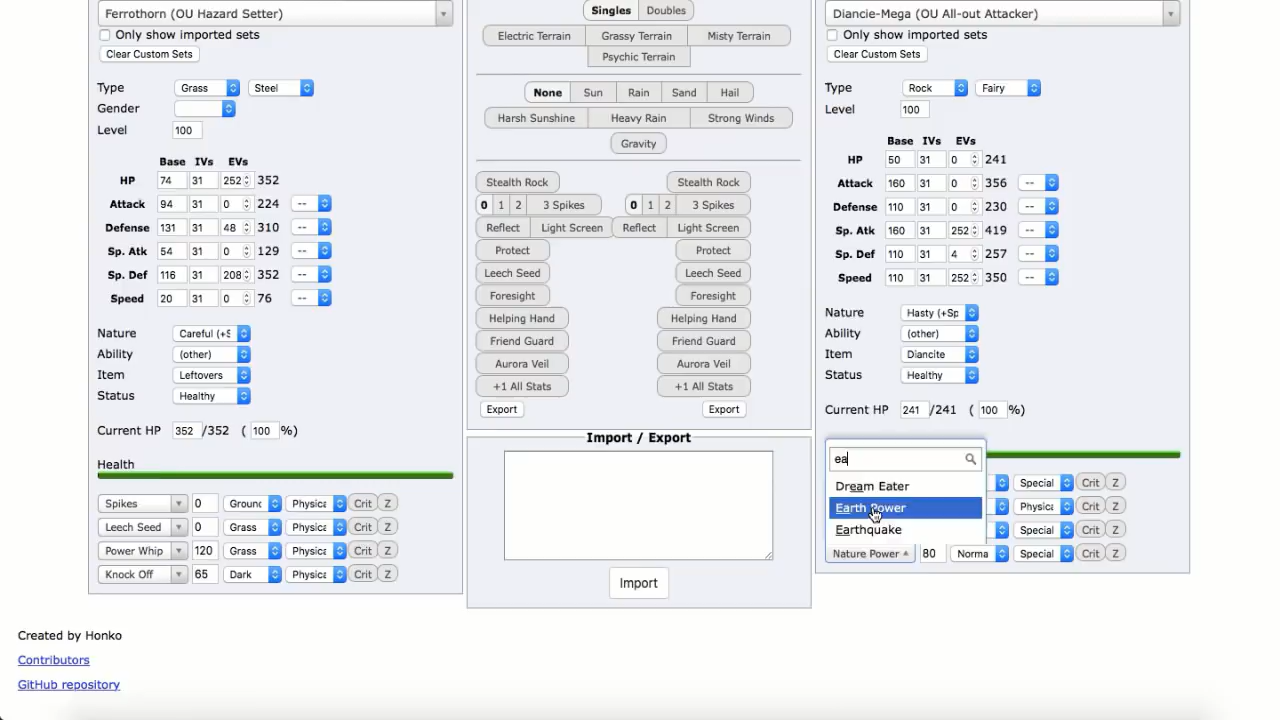 Ferrothorn (OU Hazard Setter)
Only show imported sets
Clear Custom Sets
Type Grass Steel
Gender
Level 100
Base IVs EVs
HP 74 31 252 352
Attack 94 31 0 224 --
Defense 131 31 48 310 --
Sp. Atk 54 31 0 129 --
Sp. Def 116 31 208 352 --
Speed 20 31 0 76 --
Nature Careful (+S
Ability (other)
Item Leftovers
Status Healthy
Current HP 352 /352 ( 100 %)
Health
Spikes 0 Ground Physica Crit Z
Leech Seed 0 Grass Physica Crit Z
Power Whip 120 Grass Physica Crit Z
Knock Off 65 Dark Physica Crit Z
Singles Doubles
Electric Terrain Grassy Terrain Misty Terrain
Psychic Terrain
None Sun Rain Sand Hail
Harsh Sunshine Heavy Rain Strong Winds
Gravity
Stealth Rock Stealth Rock
0 1 2 3 Spikes 0 1 2 3 Spikes
Reflect Light Screen Reflect Light Screen
Protect Protect
Leech Seed Leech Seed
Foresight Foresight
Helping Hand Helping Hand
Friend Guard Friend Guard
Aurora Veil Aurora Veil
+1 All Stats +1 All Stats
Export Export
Import / Export
Import
Diancie-Mega (OU All-out Attacker)
Only show imported sets
Clear Custom Sets
Type Rock Fairy
Level 100
Base IVs EVs
HP 50 31 0 241
Attack 160 31 0 356 --
Defense 110 31 0 230 --
Sp. Atk 160 31 252 419 --
Sp. Def 110 31 4 257 --
Speed 110 31 252 350 --
Nature Hasty (+Sp
Ability (other)
Item Diancite
Status Healthy
Current HP 241 /241 ( 100 %)
ea
Dream Eater
Earth Power
Earthquake
Special Crit Z
Physica Crit Z
Special Crit Z
Nature Power 80 Norma Special Crit Z
Created by Honko
Contributors
GitHub repository